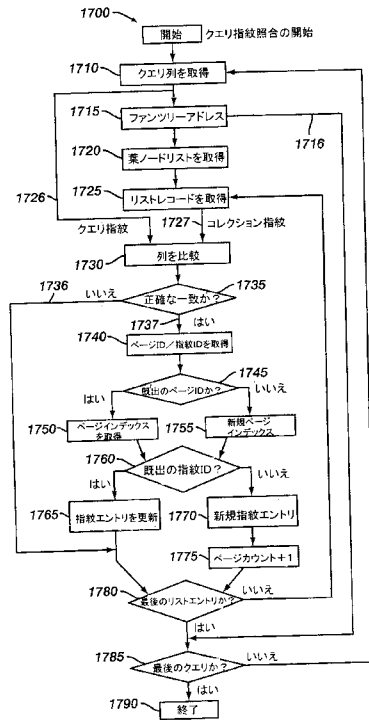 1700
開始
クエリ指紋照合の開始
1710
クエリ列を取得
1715
ファンツリーアドレス
1716
1720
葉ノードリストを取得
1725
リストレコードを取得
1726
1727
コレクション指紋
クエリ指紋
1730
列を比較
1736
いいえ
1735
正確な一致か？
1737
はい
1740
ページID／指紋IDを取得
1745
既出のページIDか？
はい
いいえ
1750
ページインデックス
を取得
1755
新規ページ
インデックス
1760
既出の指紋ID？
はい
いいえ
1765
指紋エントリを更新
1770
新規指紋エントリ
1775
ページカウント+1
1780
最後のリストエントリか？
いいえ
はい
1785
最後のクエリか？
いいえ
はい
1790
終了